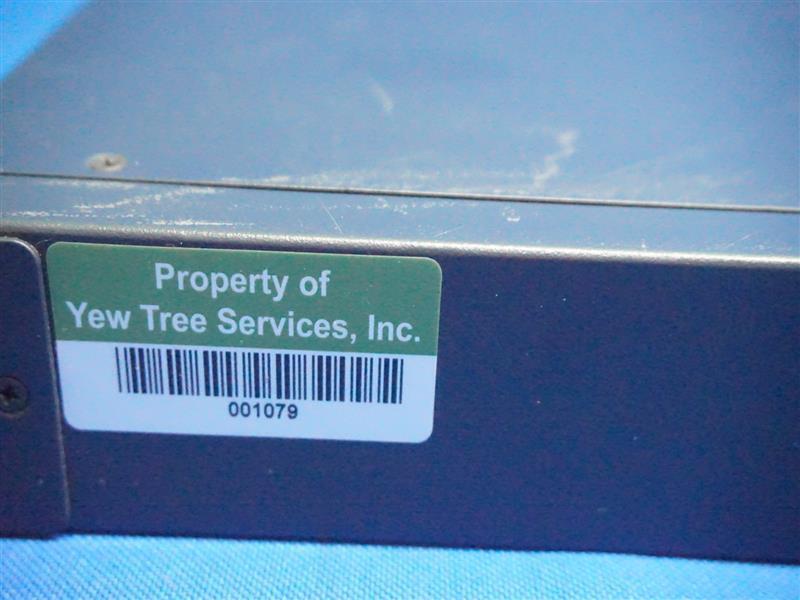 Property of
Yew Tree Services, Inc.
001079